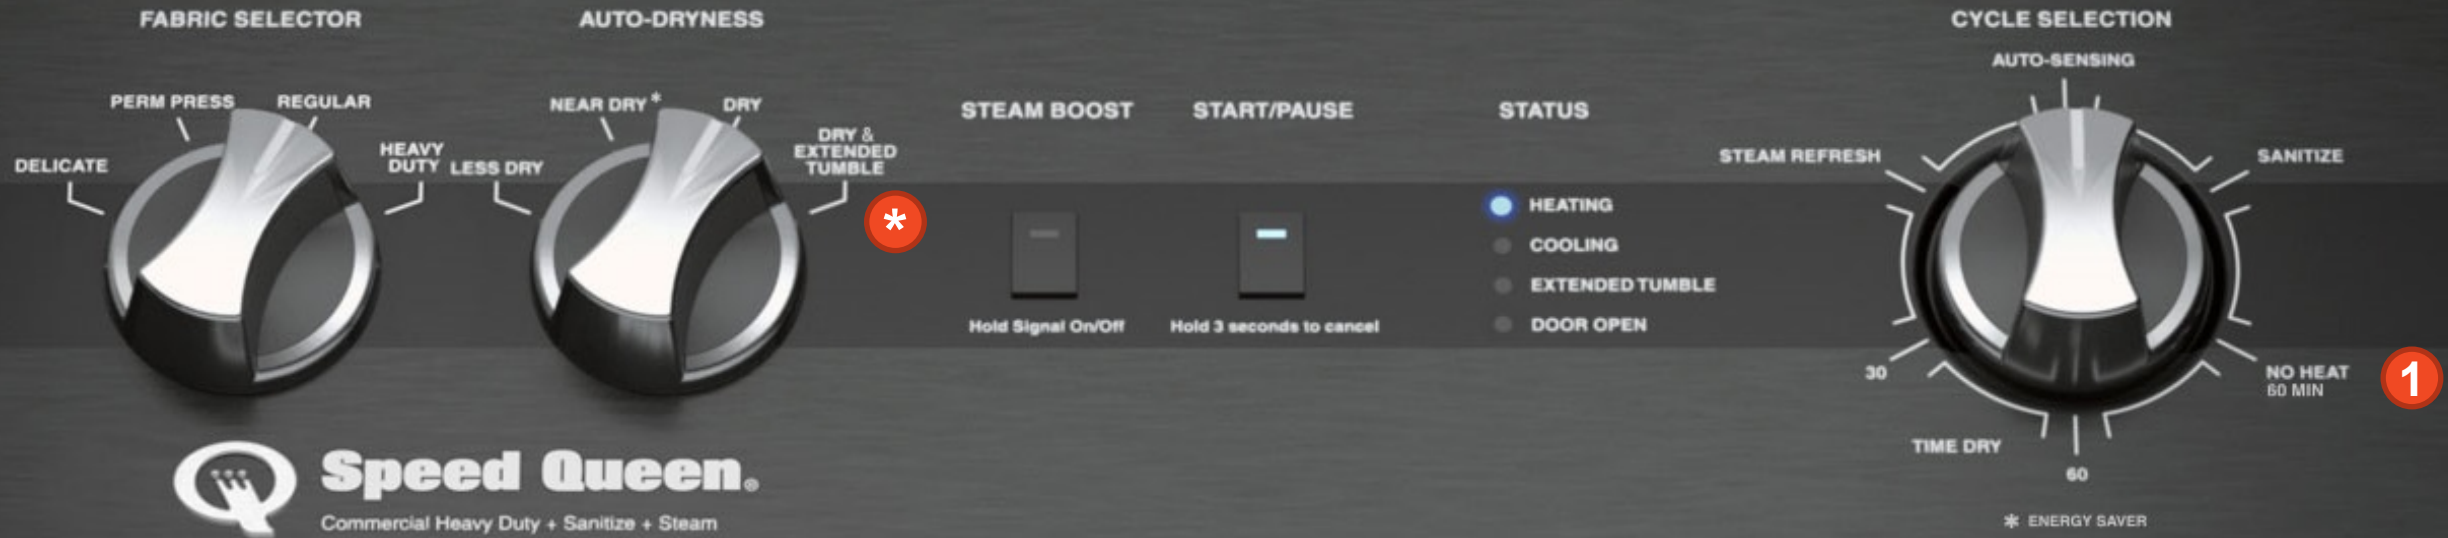 FABRIC SELECTOR
PERM PRESS
REGULAR
DELICATE
HEAVY
DUTY
AUTO-DRYNESS
NEAR DRY*
DRY
LESS DRY
DRY &
EXTENDED
TUMBLE
*
STEAM BOOST
Hold Signal On/Off
START/PAUSE
Hold 3 seconds to cancel
STATUS
HEATING
COOLING
EXTENDED TUMBLE
DOOR OPEN
CYCLE SELECTION
AUTO-SENSING
STEAM REFRESH
SANITIZE
30
NO HEAT
60 MIN
1
TIME DRY
60
* ENERGY SAVER
Speed Queen®
Commercial Heavy Duty + Sanitize + Steam